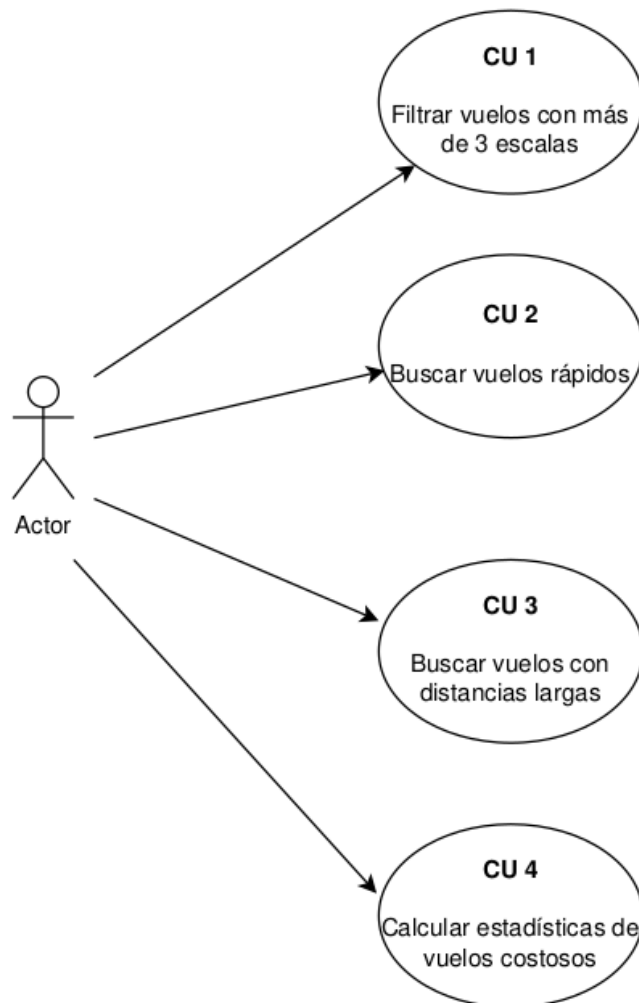 CU 1
Filtrar vuelos con más
de 3 escalas
CU 2
Buscar vuelos rápidos
Actor
CU 3
Buscar vuelos con
distancias largas
CU 4
Calcular estadísticas de
vuelos costosos